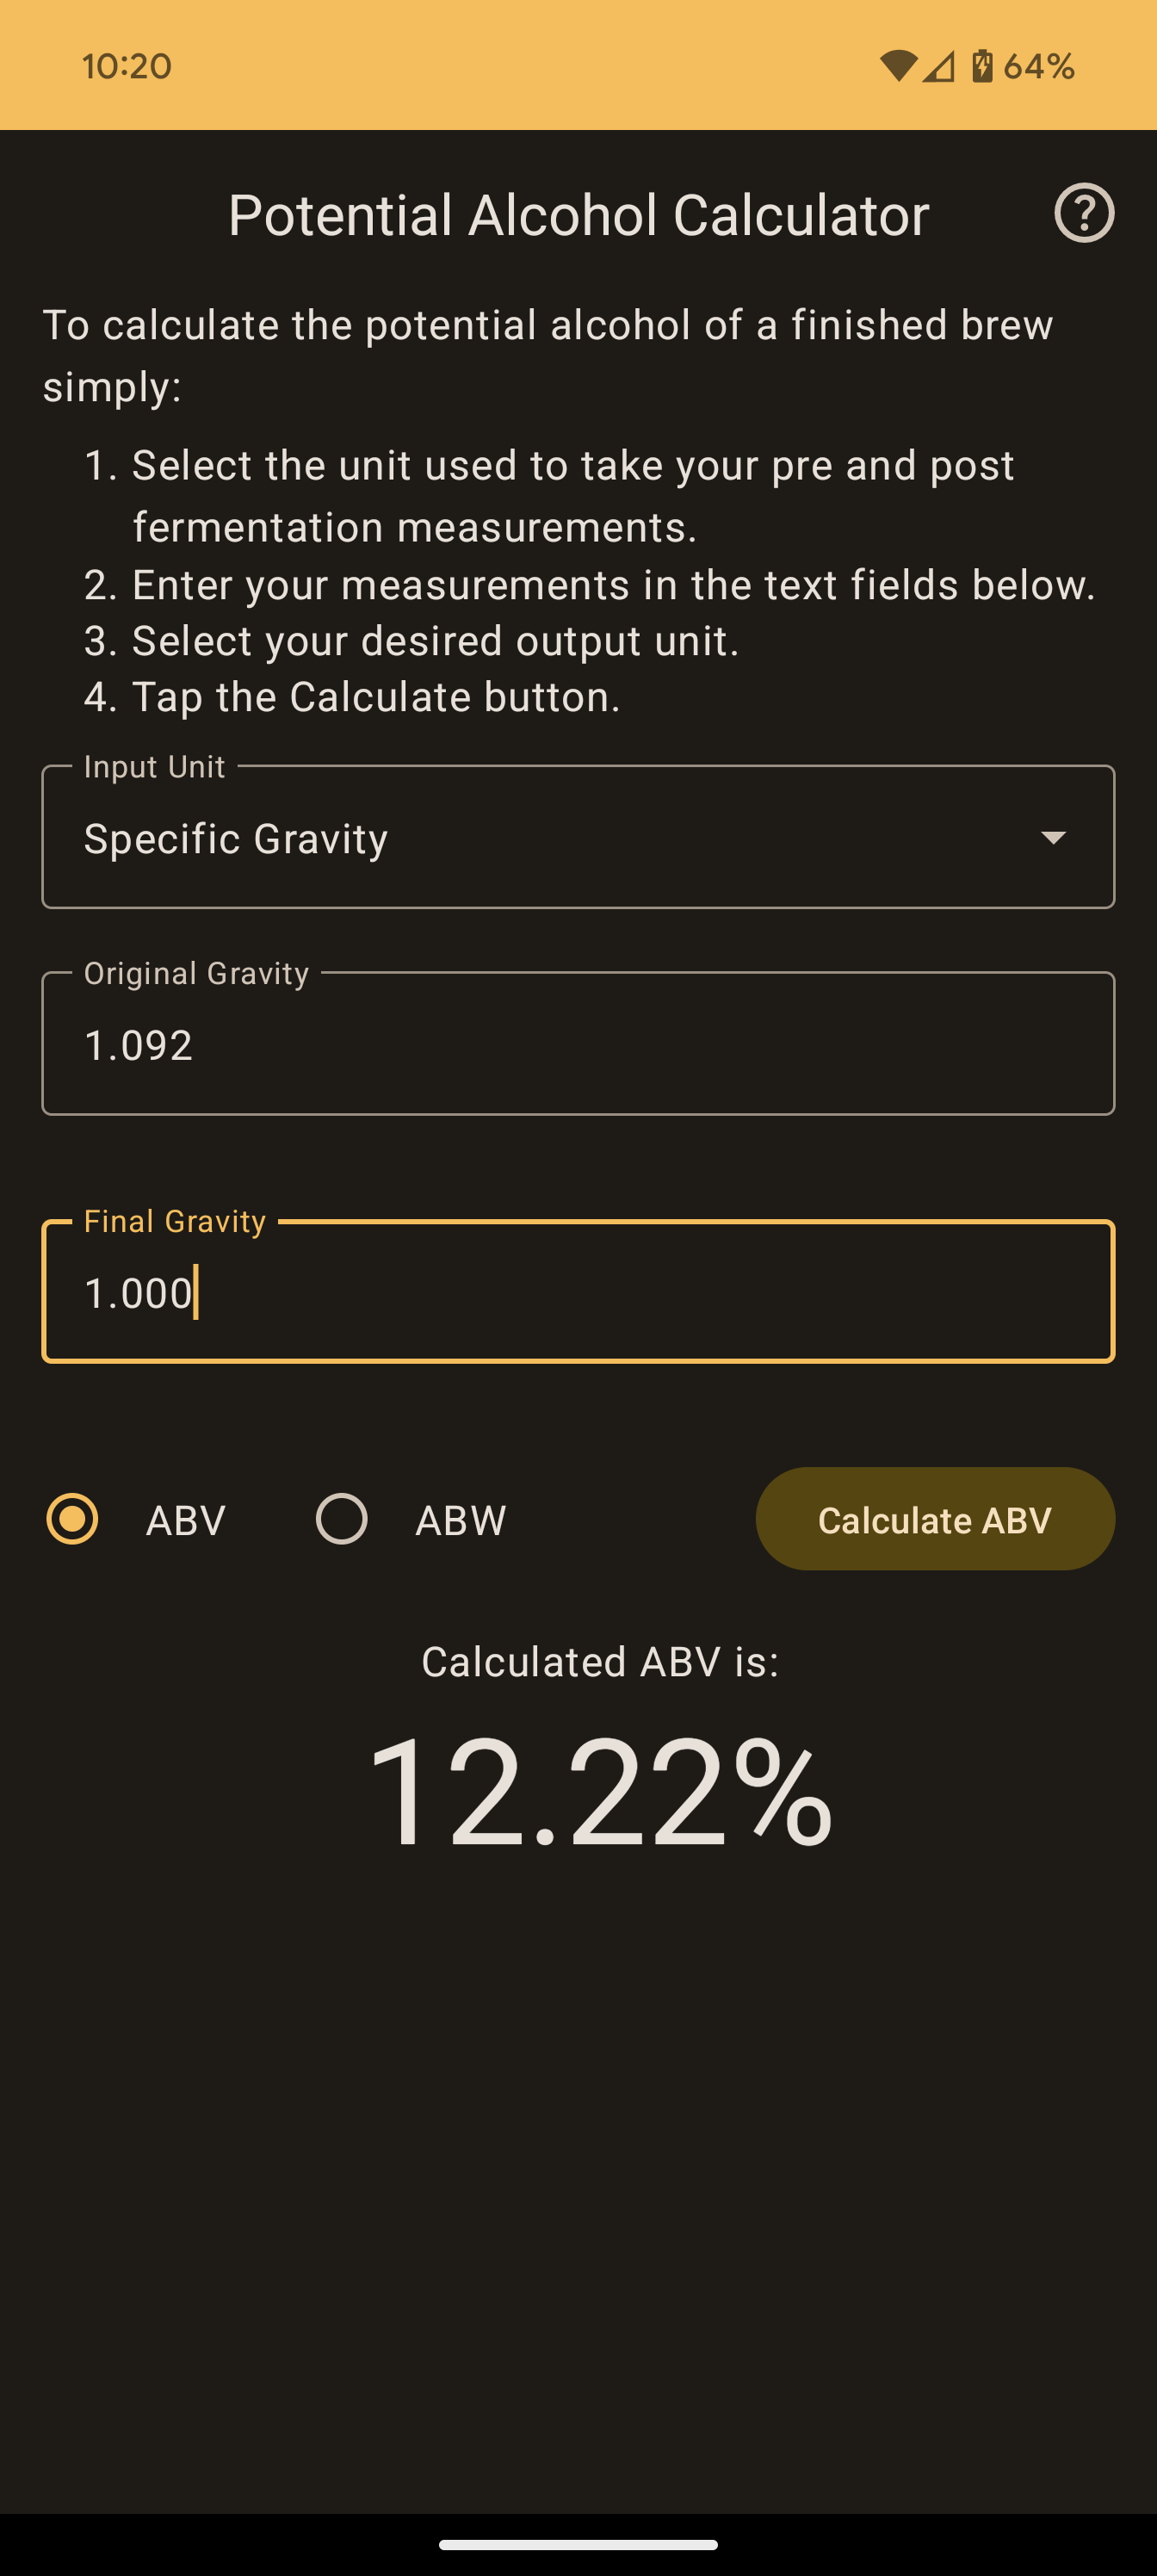 10:20 64%
Potential Alcohol Calculator ?
To calculate the potential alcohol of a finished brew
simply:
1. Select the unit used to take your pre and post
fermentation measurements.
2. Enter your measurements in the text fields below.
3. Select your desired output unit.
4. Tap the Calculate button.
Input Unit
Specific Gravity
Original Gravity
1.092
Final Gravity
1.000
ABV ABW Calculate ABV
Calculated ABV is:
12.22%